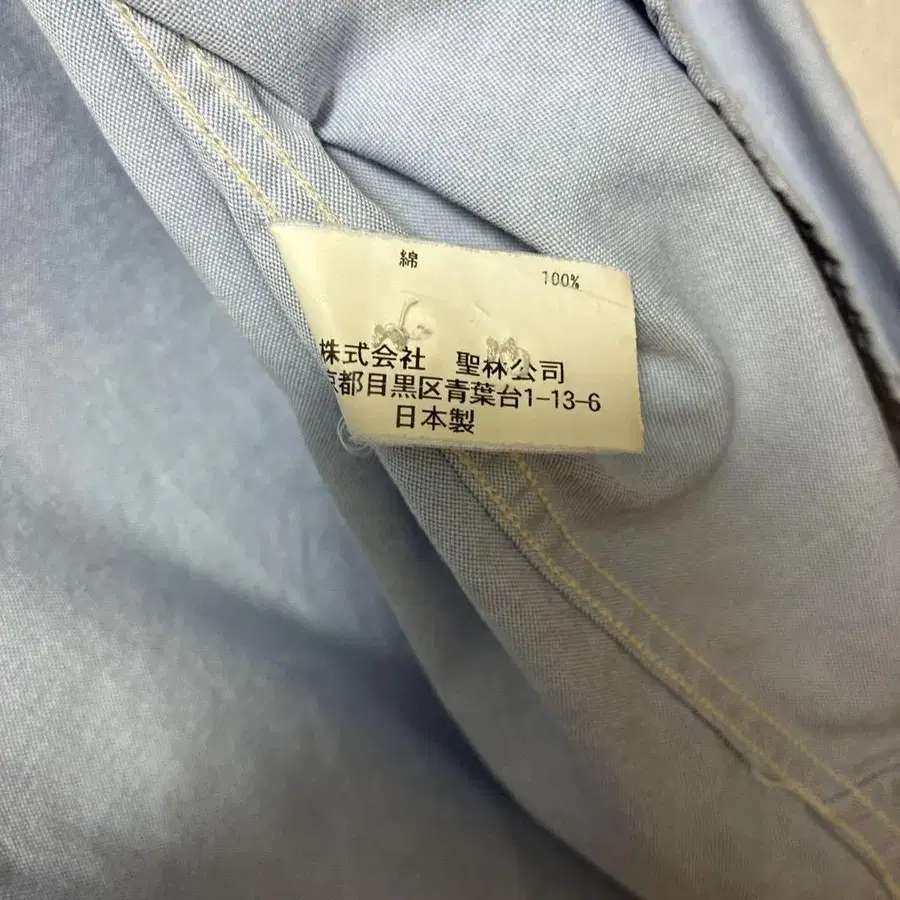 綿 100%
株式会社 聖林公司
京都目黒区青葉台1-13-6
日本製